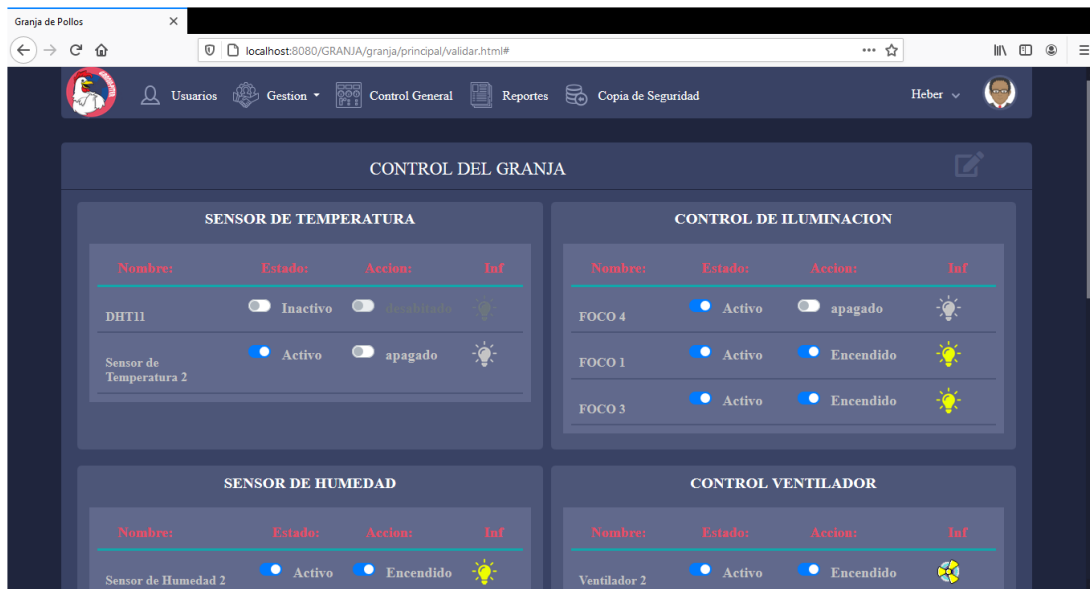 Granja de Pollos
localhost:8080/GRANJA/granja/principal/validar.html#
Usuarios Gestion Control General Reportes Copia de Seguridad Heber
CONTROL DEL GRANJA
SENSOR DE TEMPERATURA
Nombre: Estado: Accion: Inf
DHT11 Inactivo
Sensor de Temperatura 2 Activo apagado
CONTROL DE ILUMINACION
Nombre: Estado: Accion: Inf
FOCO 4 Activo apagado
FOCO 1 Activo Encendido
FOCO 3 Activo Encendido
SENSOR DE HUMEDAD
Nombre: Estado: Accion: Inf
Sensor de Humedad 2 Activo Encendido
CONTROL VENTILADOR
Nombre: Estado: Accion: Inf
Ventilador 2 Activo Encendido